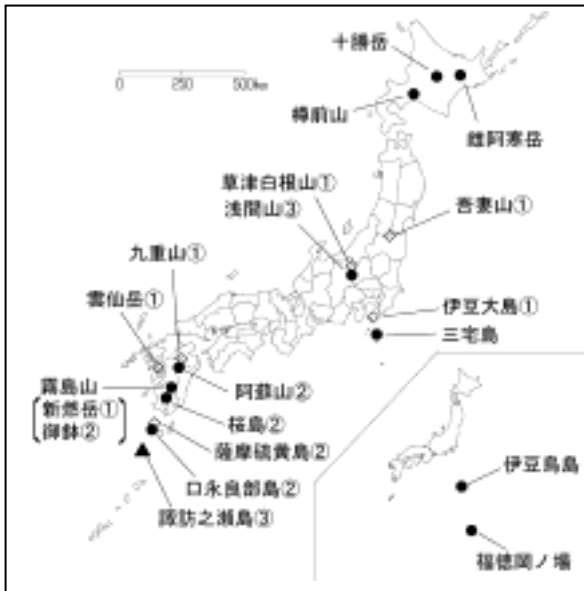 十勝岳
0 250 500km
樽前山
雌阿寒岳
草津白根山①
浅間山③
吾妻山①
九重山①
雲仙岳①
伊豆大島①
三宅島
霧島山
新燃岳①
御鉢②
阿蘇山②
桜島②
薩摩硫黄島②
口永良部島②
諏訪之瀬島③
伊豆鳥島
福徳岡ノ場